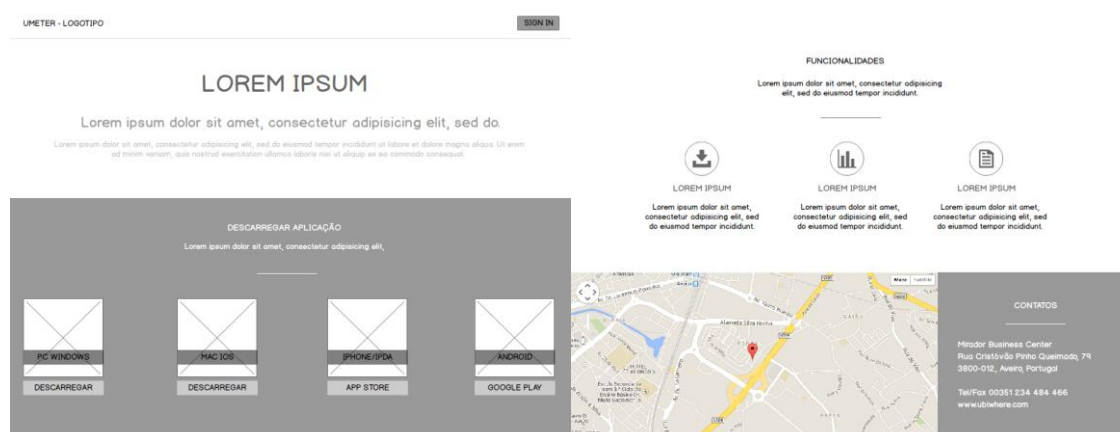 UMETER - LOGOTIPO
SIGN IN
LOREM IPSUM
Lorem ipsum dolor sit amet, consectetur adipisicing elit, sed do.
Lorem ipsum dolor sit amet, consectetur adipisicing elit, sed do eiusmod tempor incididunt ut labore et dolore magna aliqua. Ut enim
ad minim veniam, quis nostrud exercitation ullamco laboris nisi ut aliquip ex ea commodo consequat.
DESCARREGAR APLICAÇÃO
Lorem ipsum dolor sit amet, consectetur adipisicing elit,
PC WINDOWS
MAC IOS
IPHONE/IPDA
ANDROID
DESCARREGAR
DESCARREGAR
APP STORE
GOOGLE PLAY
FUNCIONALIDADES
Lorem ipsum dolor sit amet, consectetur adipisicing
elit, sed do eiusmod tempor incididunt.
LOREM IPSUM
Lorem ipsum dolor sit amet,
consectetur adipisicing elit, sed
do eiusmod tempor incididunt.
LOREM IPSUM
Lorem ipsum dolor sit amet,
consectetur adipisicing elit, sed
do eiusmod tempor incididunt.
LOREM IPSUM
Lorem ipsum dolor sit amet,
consectetur adipisicing elit, sed
do eiusmod tempor incididunt.
Alameda Silva Rocha
CONTATOS
Mirador Business Center
Rua Cristóvão Pinho Queimado, 79
3800-012, Aveiro, Portugal
Tel/Fax 00351 234 484 466
www.ubiwhere.com